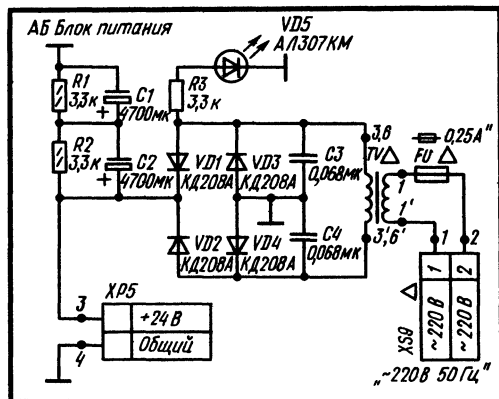 АБ Блок питания
VD5
АЛ307КМ
R1
3,3к
C1
+
4700мк
R3
3,3к
R2
3,3к
C2
+
4700мк
VD1
КД208А
VD3
КД208А
C3
0,068мк
VD2
КД208А
VD4
КД208А
C4
0,068мк
3,6
TV
0,25А"
FU
1
1'
3',6'
1
2
XP5
3
+24 В
4
Общий
XS9
1
2
~220 В
~220 В
"~220В 50 Гц"